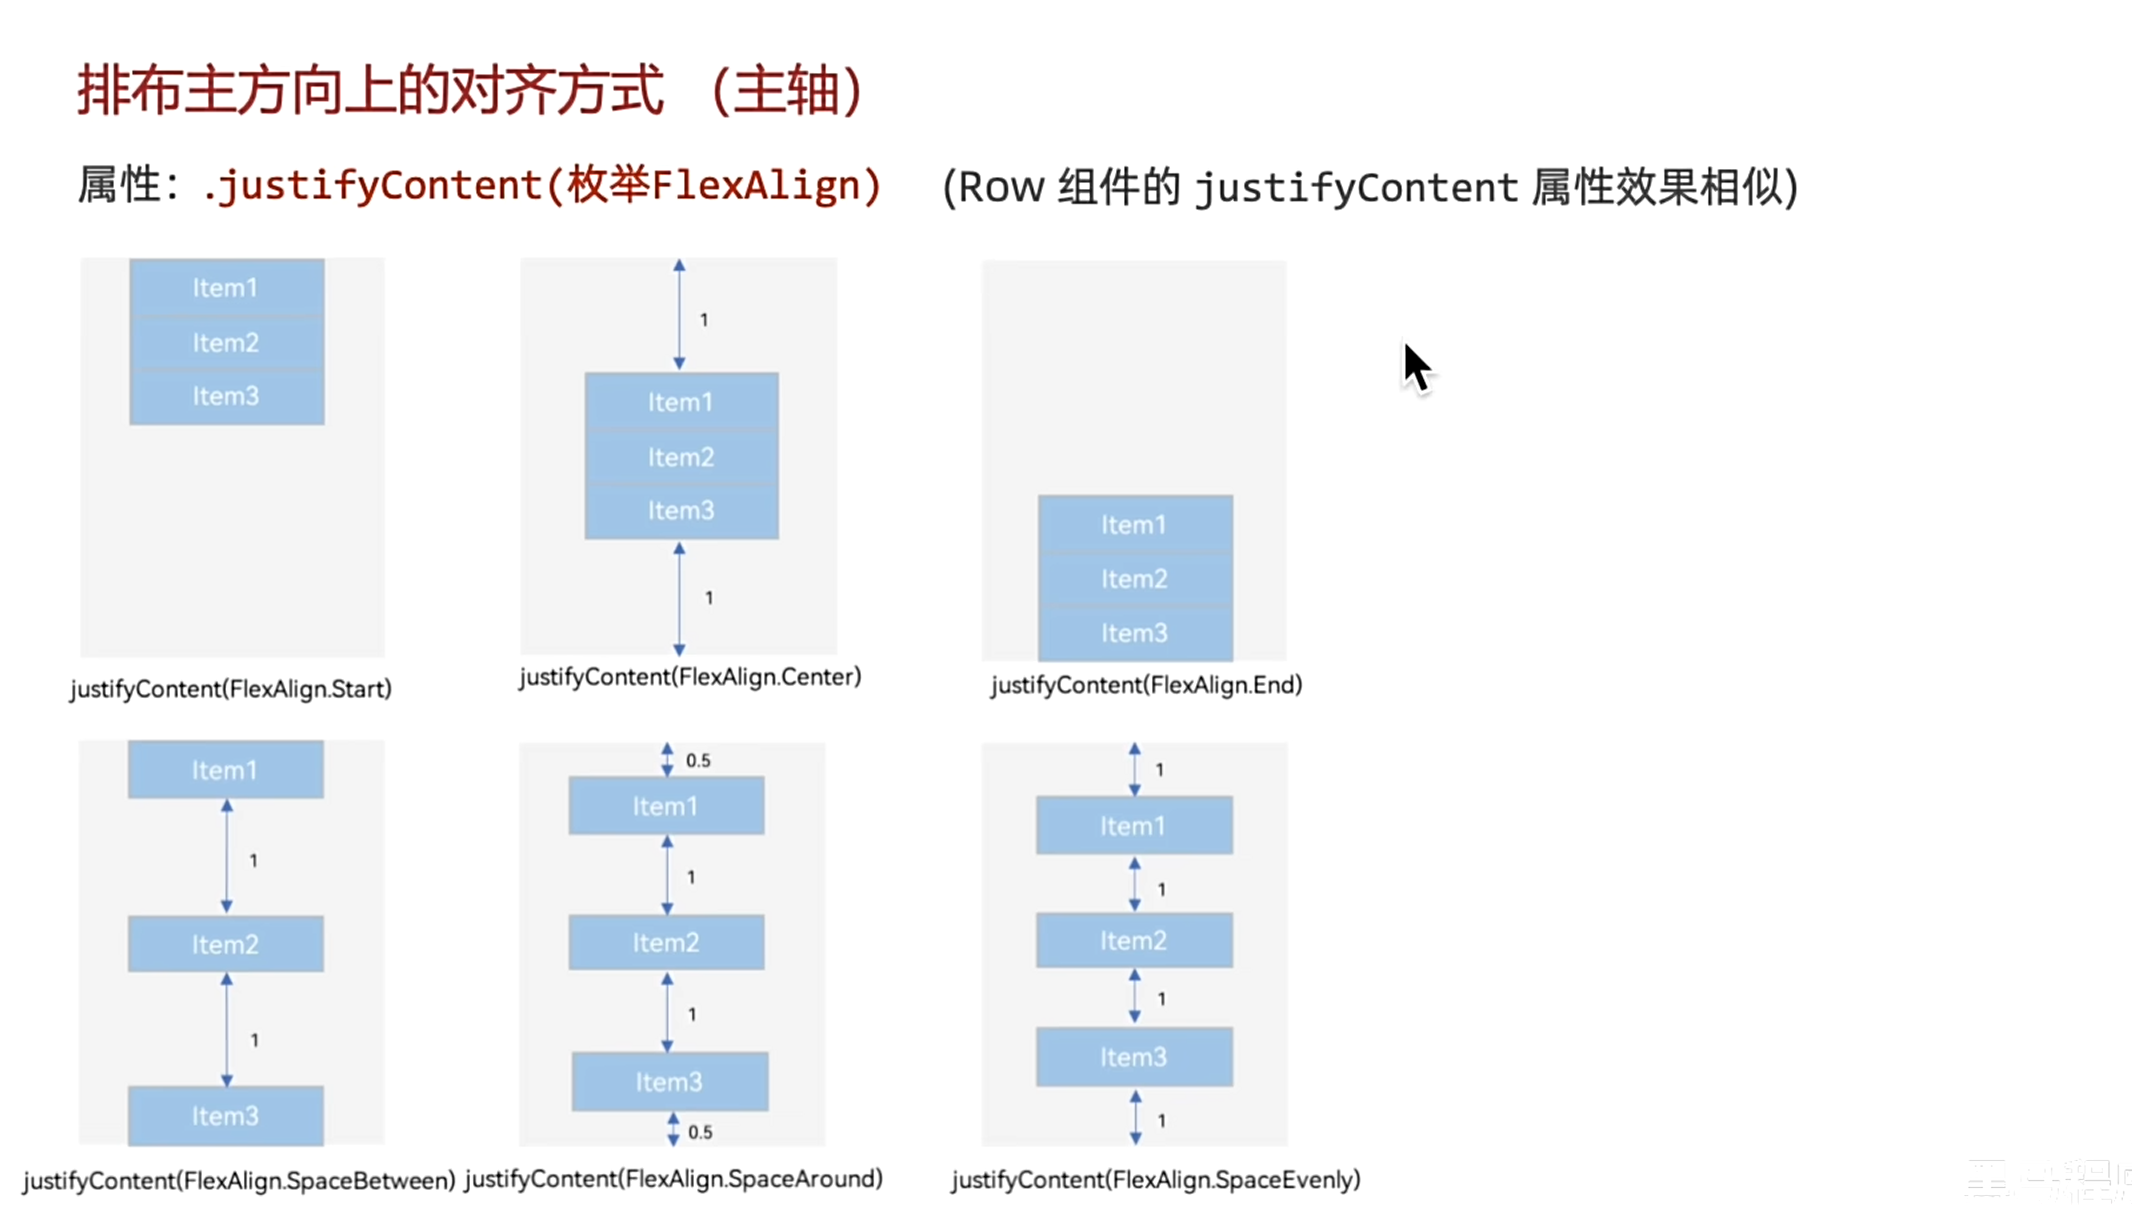 排布主方向上的对齐方式 (主轴)
属性: .justifyContent(枚举FlexAlign) (Row 组件的 justifyContent 属性效果相似)
Item1
Item2
Item3
justifyContent(FlexAlign.Start)
1
Item1
Item2
Item3
1
justifyContent(FlexAlign.Center)
Item1
Item2
Item3
justifyContent(FlexAlign.End)
Item1
1
Item2
1
Item3
justifyContent(FlexAlign.SpaceBetween)
0.5
Item1
1
Item2
1
Item3
0.5
justifyContent(FlexAlign.SpaceAround)
1
Item1
1
Item2
1
Item3
1
justifyContent(FlexAlign.SpaceEvenly)